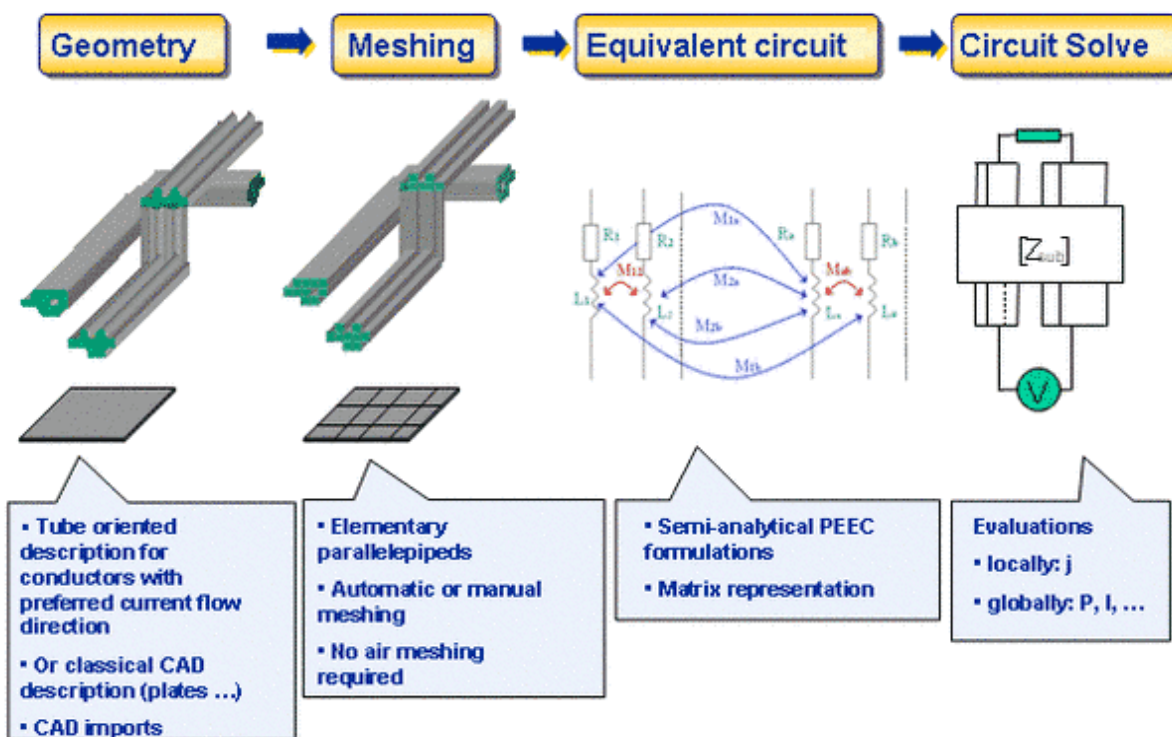 Geometry
Meshing
Equivalent circuit
Circuit Solve
R1
R2
M1a
Ra
Rb
M12
Mab
L1
L2
M2a
La
M2b
M1b
[Zsub]
V
▪ Tube oriented
description for
conductors with
preferred current flow
direction
▪ Or classical CAD
description (plates ...)
▪ CAD imports
▪ Elementary
parallelepipeds
▪ Automatic or manual
meshing
▪ No air meshing
required
▪ Semi-analytical PEEC
formulations
▪ Matrix representation
Evaluations
▪ locally: j
▪ globally: P, I, ...